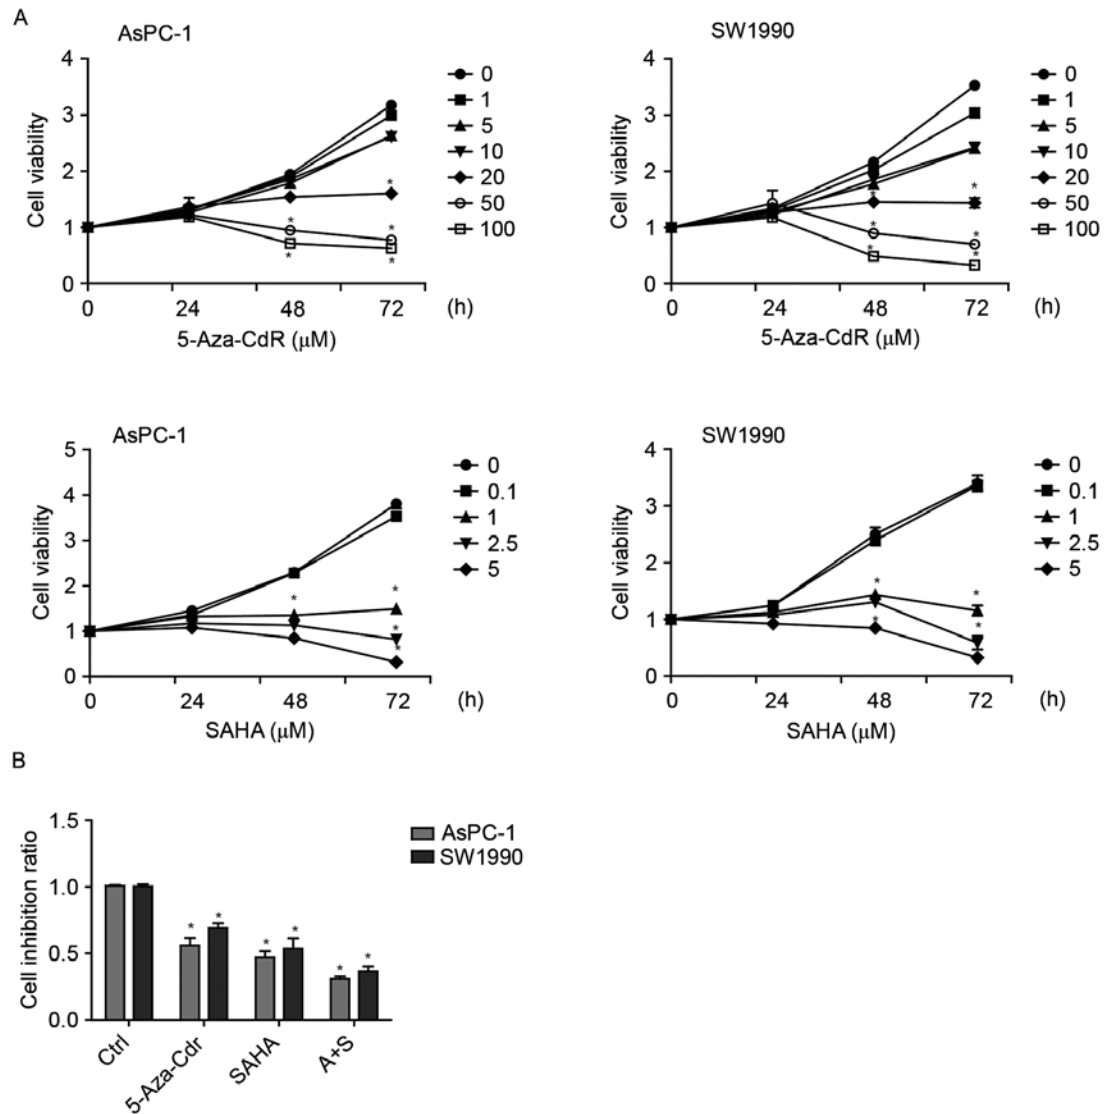 A
AsPC-1
Cell viability
4
3
2
1
0
0 24 48 72 (h)
5-Aza-CdR (μM)
0
1
5
10
20
50
100
* * * * *
SW1990
Cell viability
4
3
2
1
0
0 24 48 72 (h)
5-Aza-CdR (μM)
0
1
5
10
20
50
100
* * * * * *
AsPC-1
Cell viability
5
4
3
2
1
0
0 24 48 72 (h)
SAHA (μM)
0
0.1
1
2.5
5
* * * *
SW1990
Cell viability
4
3
2
1
0
0 24 48 72 (h)
SAHA (μM)
0
0.1
1
2.5
5
* * * *
B
Cell inhibition ratio
1.5
1.0
0.5
0.0
Ctrl
5-Aza-Cdr
SAHA
A+S
AsPC-1
SW1990
* * * * * *